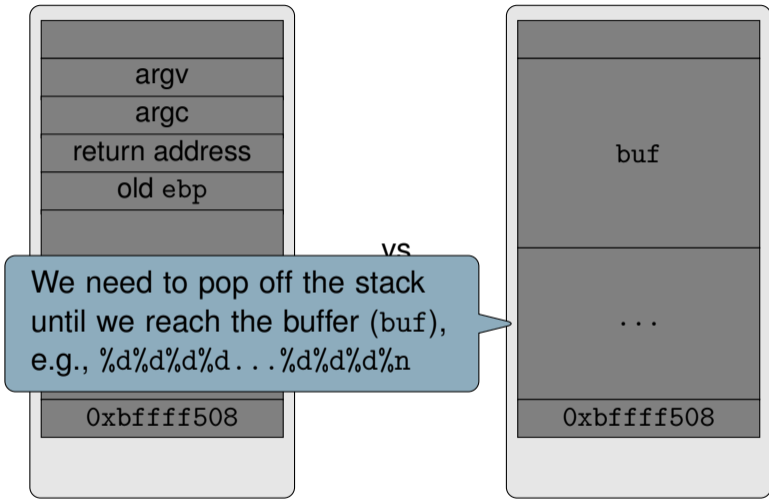 argv
argc
return address
old ebp
vs
We need to pop off the stack
until we reach the buffer (buf),
e.g., %d%d%d%d...%d%d%d%n
0xbffff508
buf
...
0xbffff508